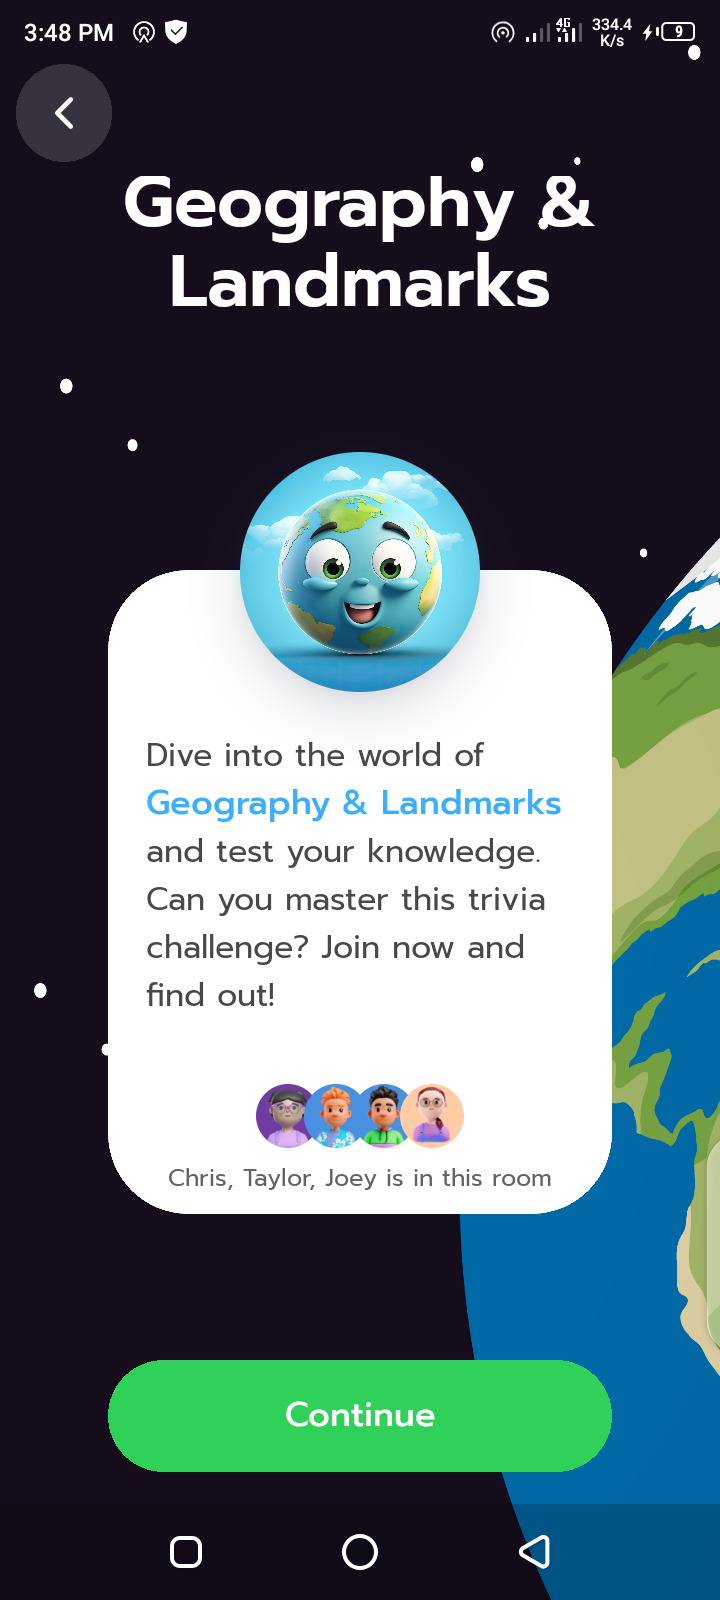 3:48 PM
4G
334.4
K/s
9
Geography &
Landmarks
Dive into the world of
Geography & Landmarks
and test your knowledge.
Can you master this trivia
challenge? Join now and
find out!
Chris, Taylor, Joey is in this room
Continue